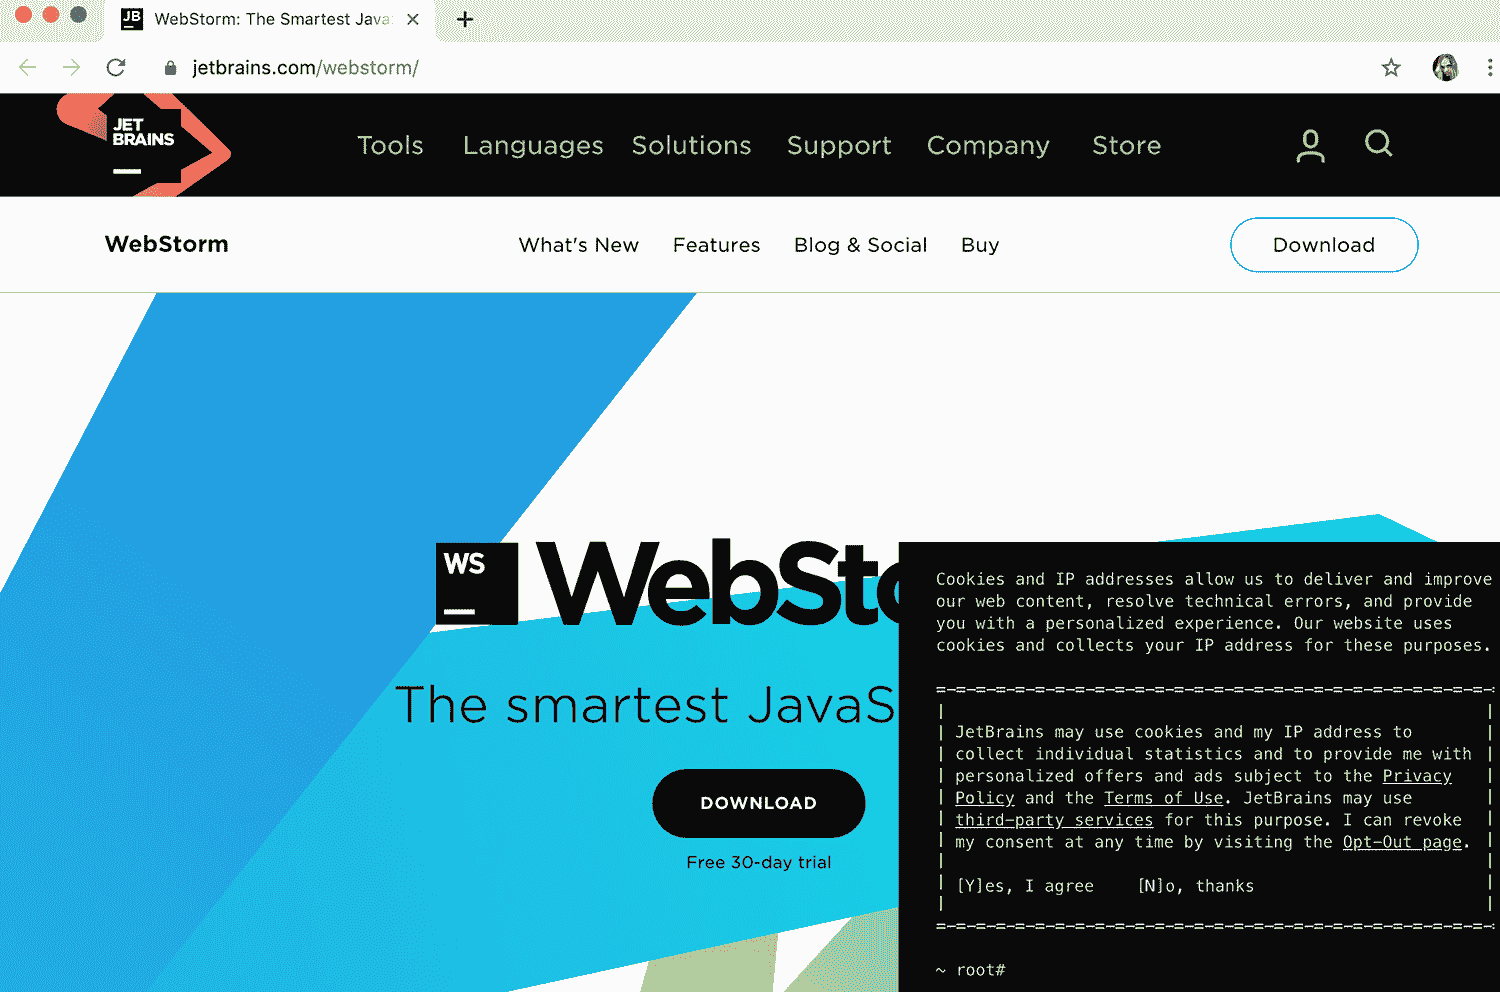 JB
WebStorm: The Smartest Java
jetbrains.com/webstorm/
JET
BRAINS
Tools Languages Solutions Support Company Store
WebStorm What's New Features Blog & Social Buy Download
WS
WebSto
The smartest JavaS
DOWNLOAD
Free 30-day trial
Cookies and IP addresses allow us to deliver and improve
our web content, resolve technical errors, and provide
you with a personalized experience. Our website uses
cookies and collects your IP address for these purposes.
JetBrains may use cookies and my IP address to
collect individual statistics and to provide me with
personalized offers and ads subject to the Privacy
Policy and the Terms of Use. JetBrains may use
third-party services for this purpose. I can revoke
my consent at any time by visiting the Opt-Out page.
[Y]es, I agree [N]o, thanks
~ root#